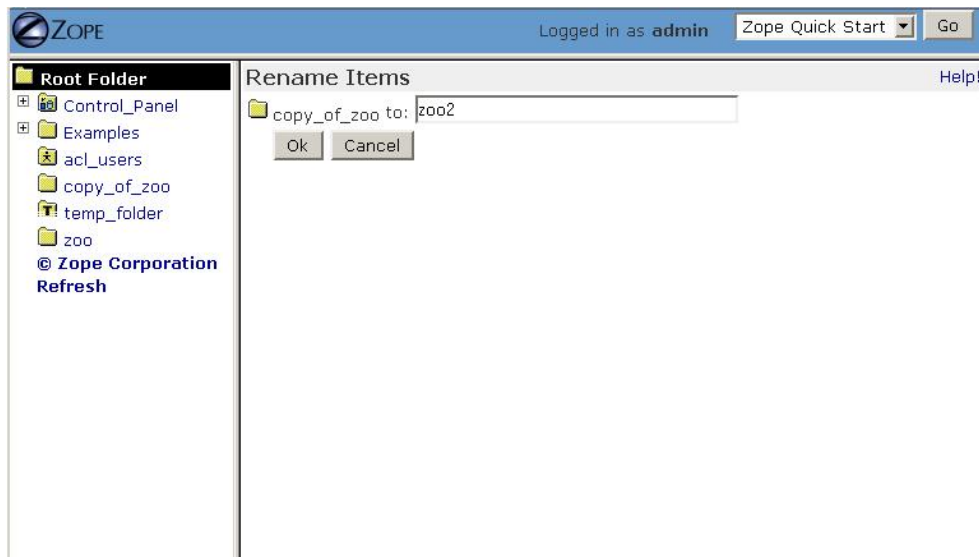 ZOPE
Logged in as admin
Zope Quick Start
Go
Root Folder
Control_Panel
Examples
acl_users
copy_of_zoo
temp_folder
zoo
© Zope Corporation
Refresh
Rename Items
Help!
copy_of_zoo to: zoo2
Ok Cancel